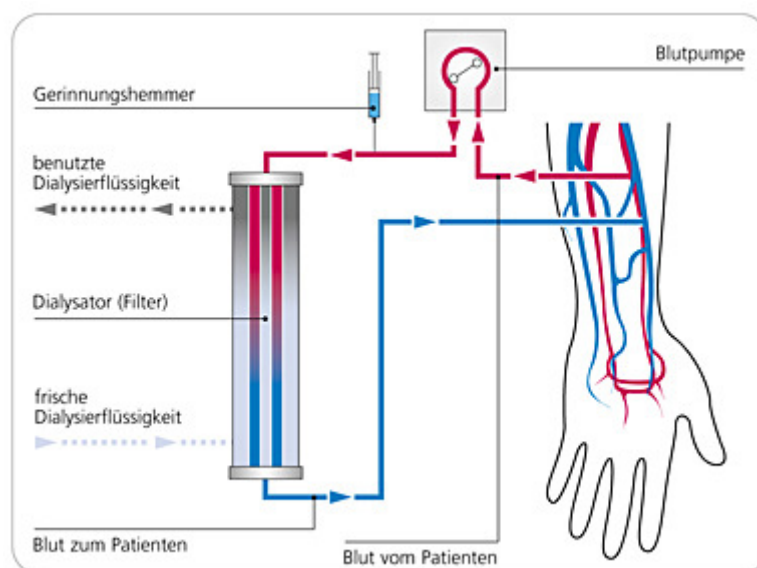 Blutpumpe
Gerinnungshemmer
benutzte
Dialysierflüssigkeit
Dialysator (Filter)
frische
Dialysierflüssigkeit
Blut zum Patienten
Blut vom Patienten